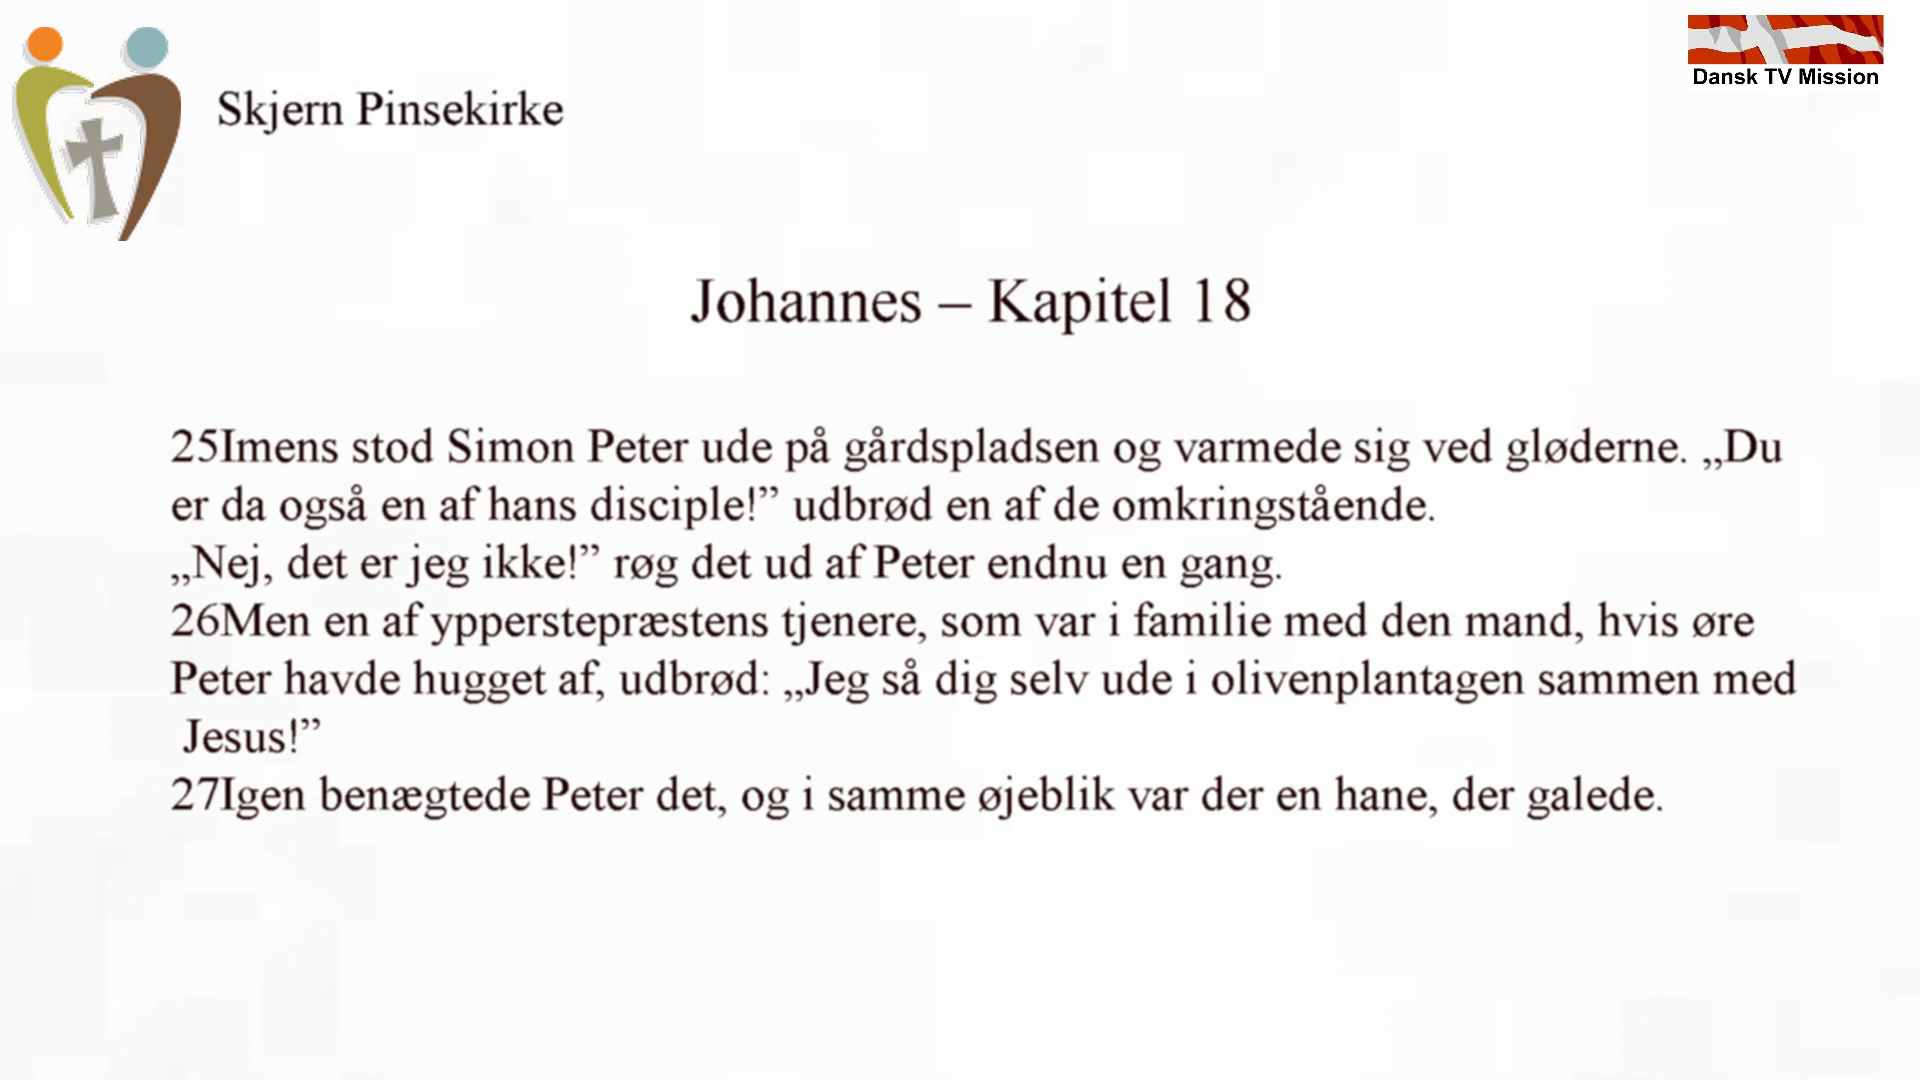 Dansk TV Mission
Skjern Pinsekirke
Johannes – Kapitel 18
25Imens stod Simon Peter ude på gårdspladsen og varmede sig ved gløderne. „Du
er da også en af hans disciple!” udbrød en af de omkringstående.
„Nej, det er jeg ikke!” røg det ud af Peter endnu en gang.
26Men en af ypperstepræstens tjenere, som var i familie med den mand, hvis øre
Peter havde hugget af, udbrød: „Jeg så dig selv ude i olivenplantagen sammen med
Jesus!”
27Igen benægtede Peter det, og i samme øjeblik var der en hane, der galede.